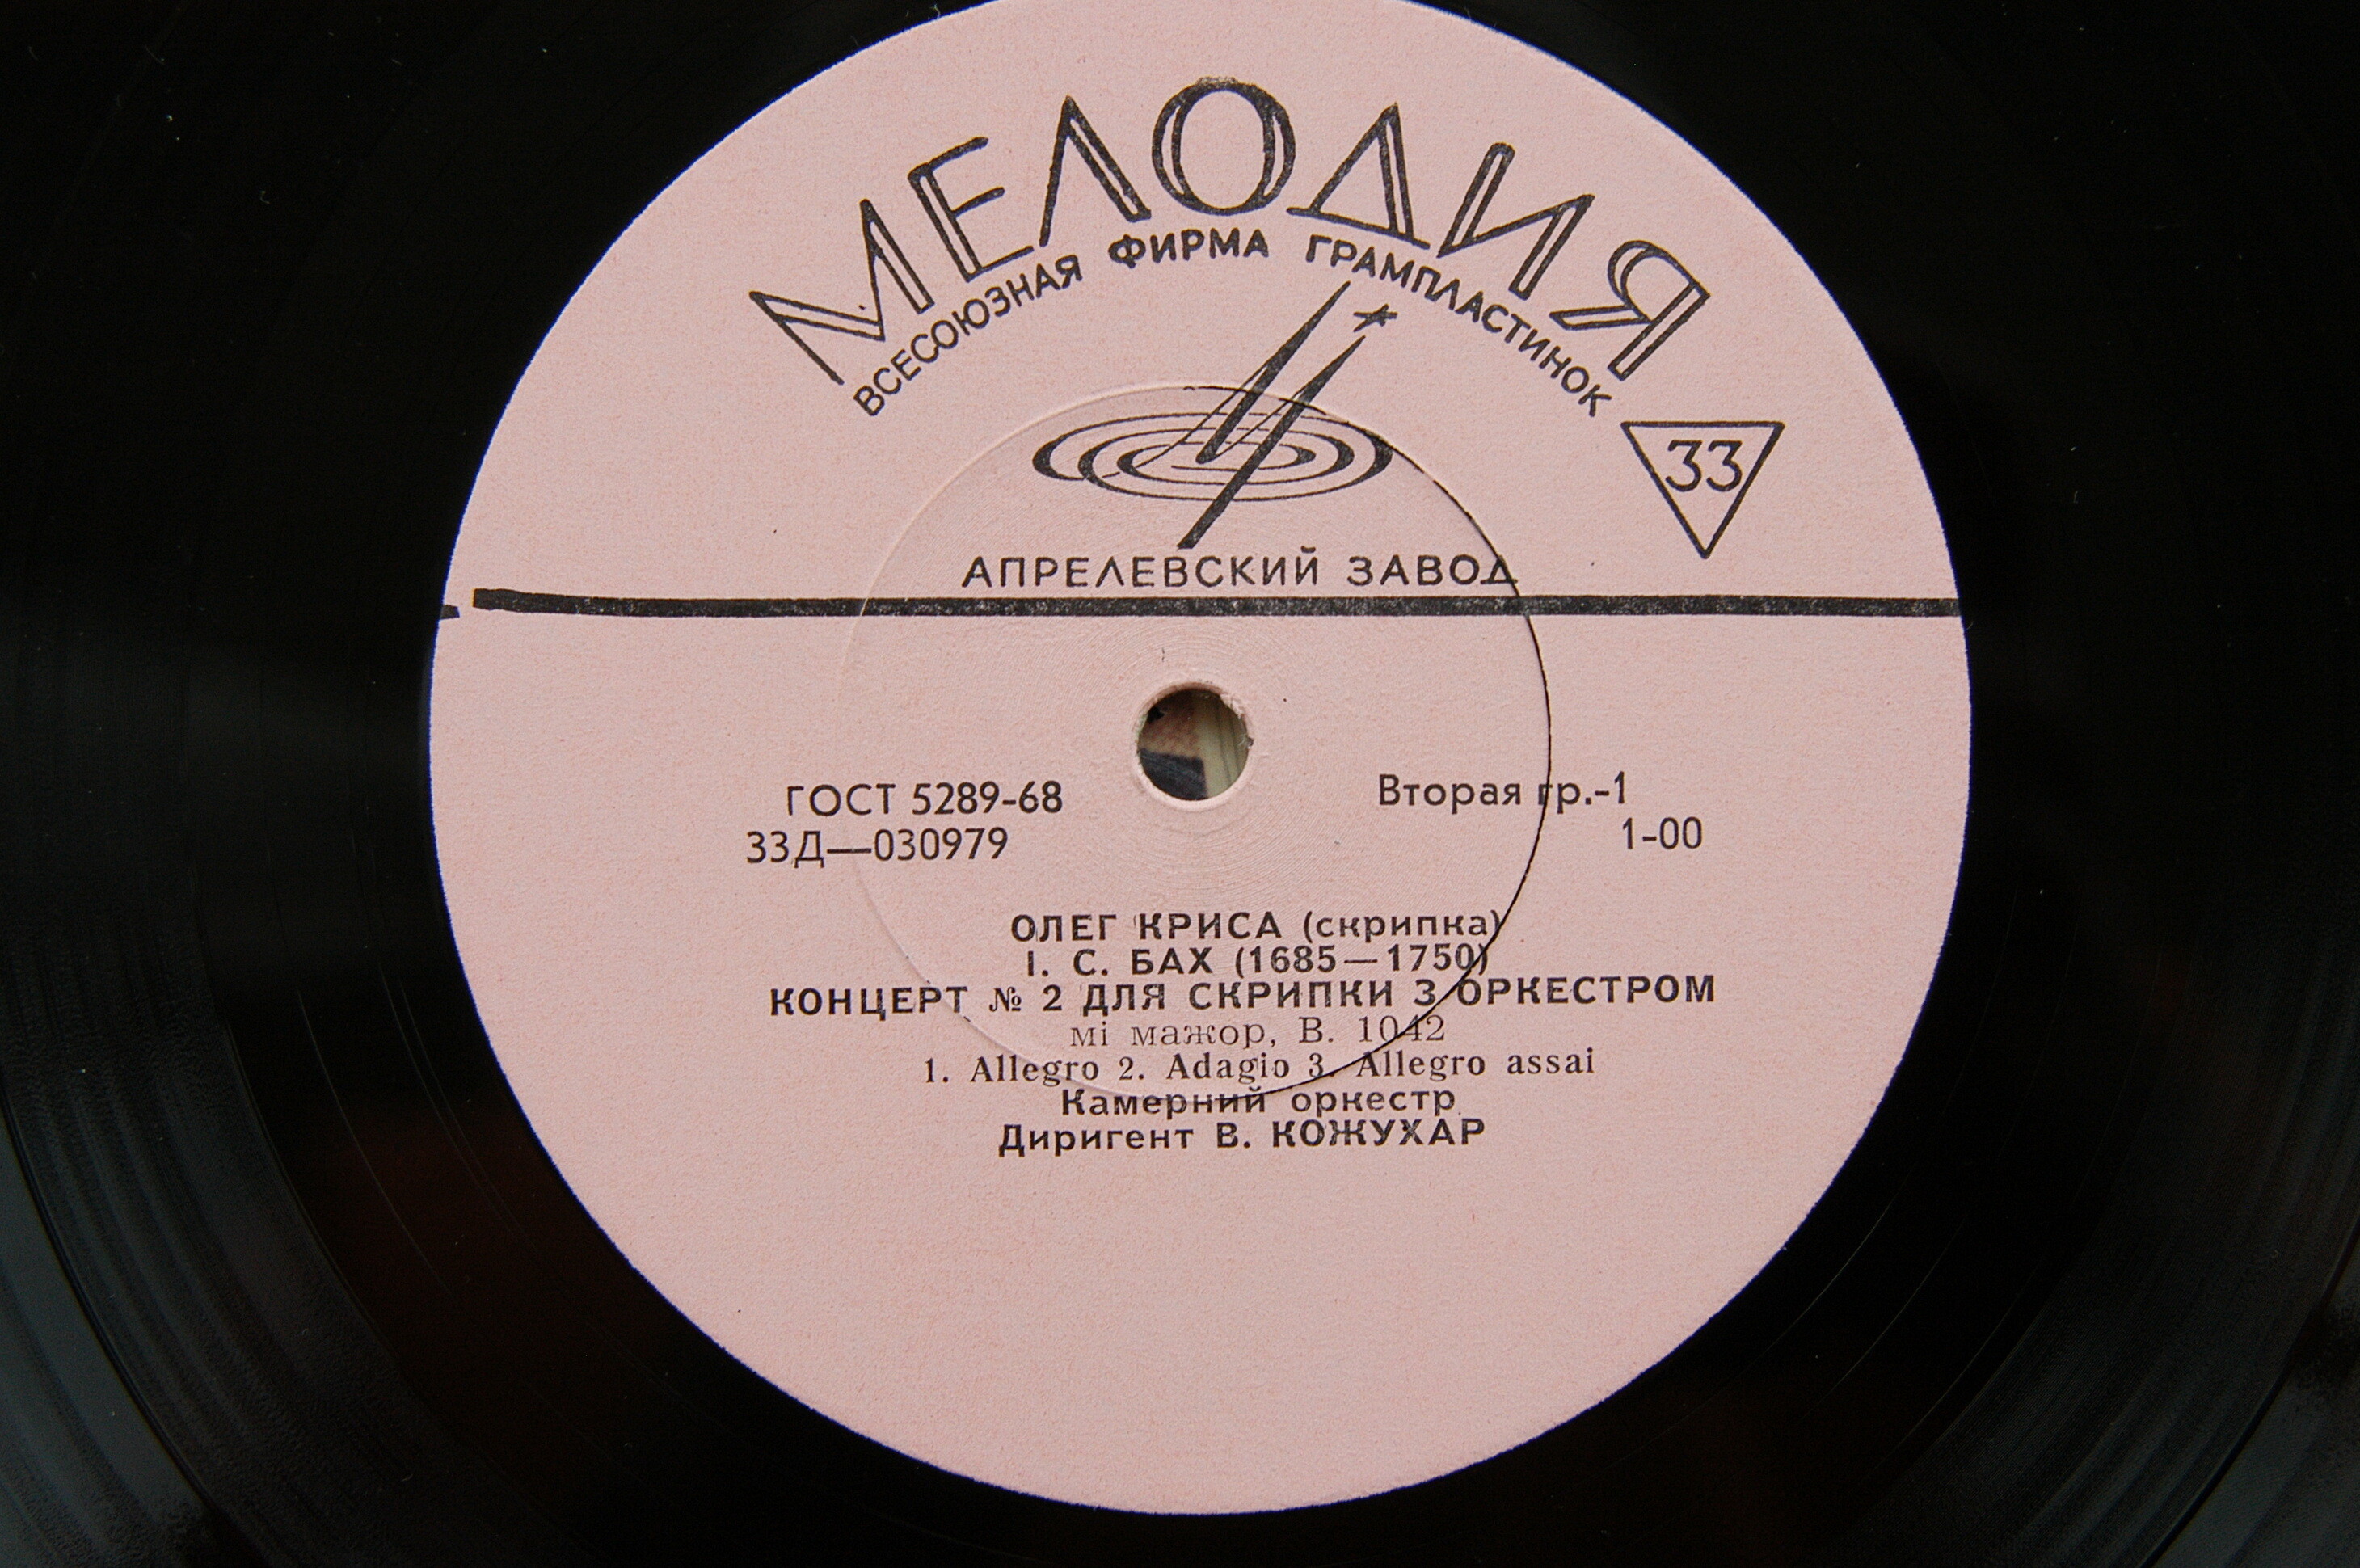 МЕЛОДИЯ
ВСЕСОЮЗНАЯ ФИРМА ГРАМПЛАСТИНОК
33
АПРЕЛЕВСКИЙ ЗАВОД
ГОСТ 5289-68
Вторая гр.-1
33Д—030979
1-00
ОЛЕГ КРИСА (скрипка)
І. С. БАХ (1685—1750)
КОНЦЕРТ № 2 ДЛЯ СКРИПКИ З ОРКЕСТРОМ
мі мажор, В. 1042
1. Allegro 2. Adagio 3. Allegro assai
Камерний оркестр
Диригент В. КОЖУХАР